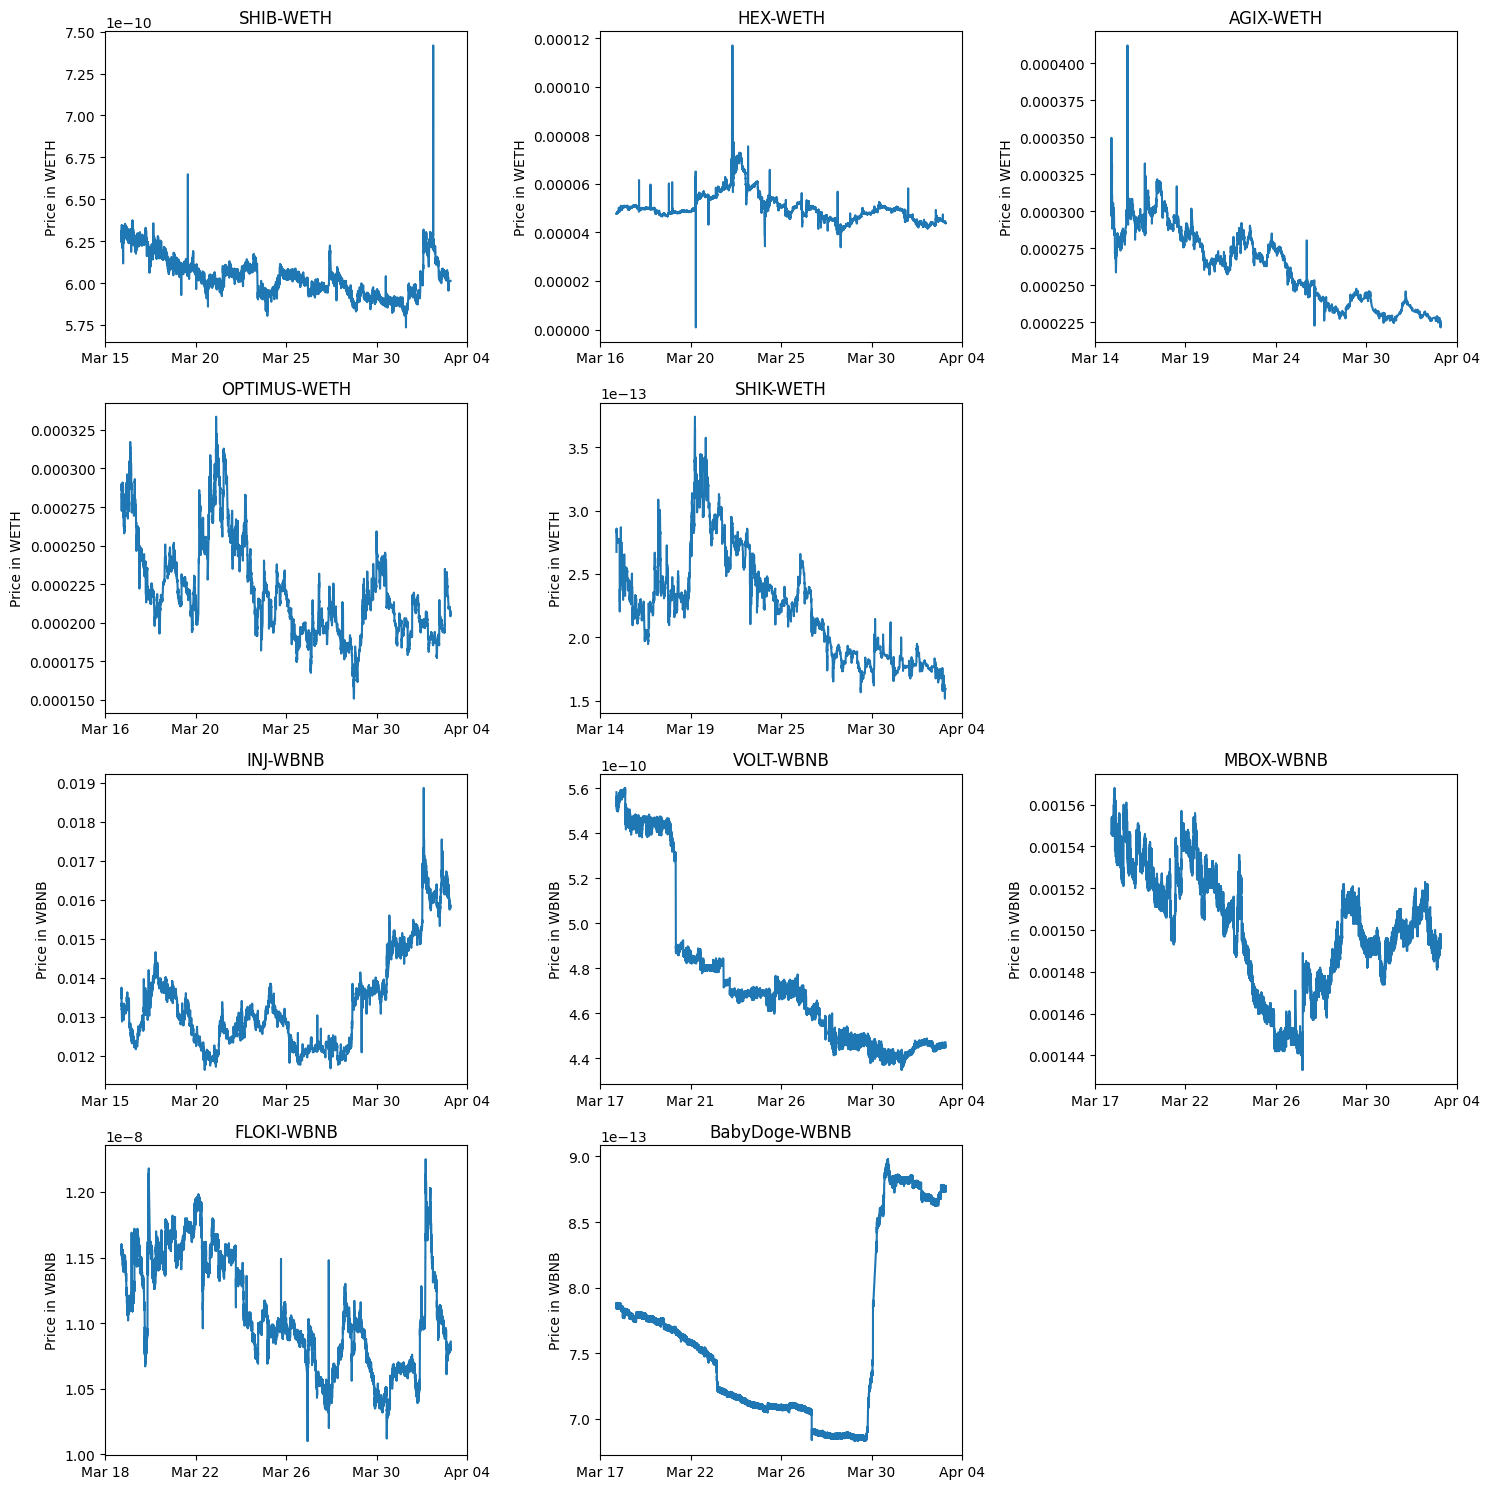 SHIB-WETH
1e−10
Price in WETH
7.50
7.25
7.00
6.75
6.50
6.25
6.00
5.75
Mar 15 Mar 20 Mar 25 Mar 30 Apr 04
HEX-WETH
Price in WETH
0.00012
0.00010
0.00008
0.00006
0.00004
0.00002
0.00000
Mar 16 Mar 20 Mar 25 Mar 30 Apr 04
AGIX-WETH
Price in WETH
0.000400
0.000375
0.000350
0.000325
0.000300
0.000275
0.000250
0.000225
Mar 14 Mar 19 Mar 24 Mar 30 Apr 04
OPTIMUS-WETH
Price in WETH
0.000325
0.000300
0.000275
0.000250
0.000225
0.000200
0.000175
0.000150
Mar 16 Mar 20 Mar 25 Mar 30 Apr 04
SHIK-WETH
1e−13
Price in WETH
3.5
3.0
2.5
2.0
1.5
Mar 14 Mar 19 Mar 25 Mar 30 Apr 04
INJ-WBNB
Price in WBNB
0.019
0.018
0.017
0.016
0.015
0.014
0.013
0.012
Mar 15 Mar 20 Mar 25 Mar 30 Apr 04
VOLT-WBNB
1e−10
Price in WBNB
5.6
5.4
5.2
5.0
4.8
4.6
4.4
Mar 17 Mar 21 Mar 26 Mar 30 Apr 04
MBOX-WBNB
Price in WBNB
0.00156
0.00154
0.00152
0.00150
0.00148
0.00146
0.00144
Mar 17 Mar 22 Mar 26 Mar 30 Apr 04
FLOKI-WBNB
1e−8
Price in WBNB
1.20
1.15
1.10
1.05
1.00
Mar 18 Mar 22 Mar 26 Mar 30 Apr 04
BabyDoge-WBNB
1e−13
Price in WBNB
9.0
8.5
8.0
7.5
7.0
Mar 17 Mar 22 Mar 26 Mar 30 Apr 04